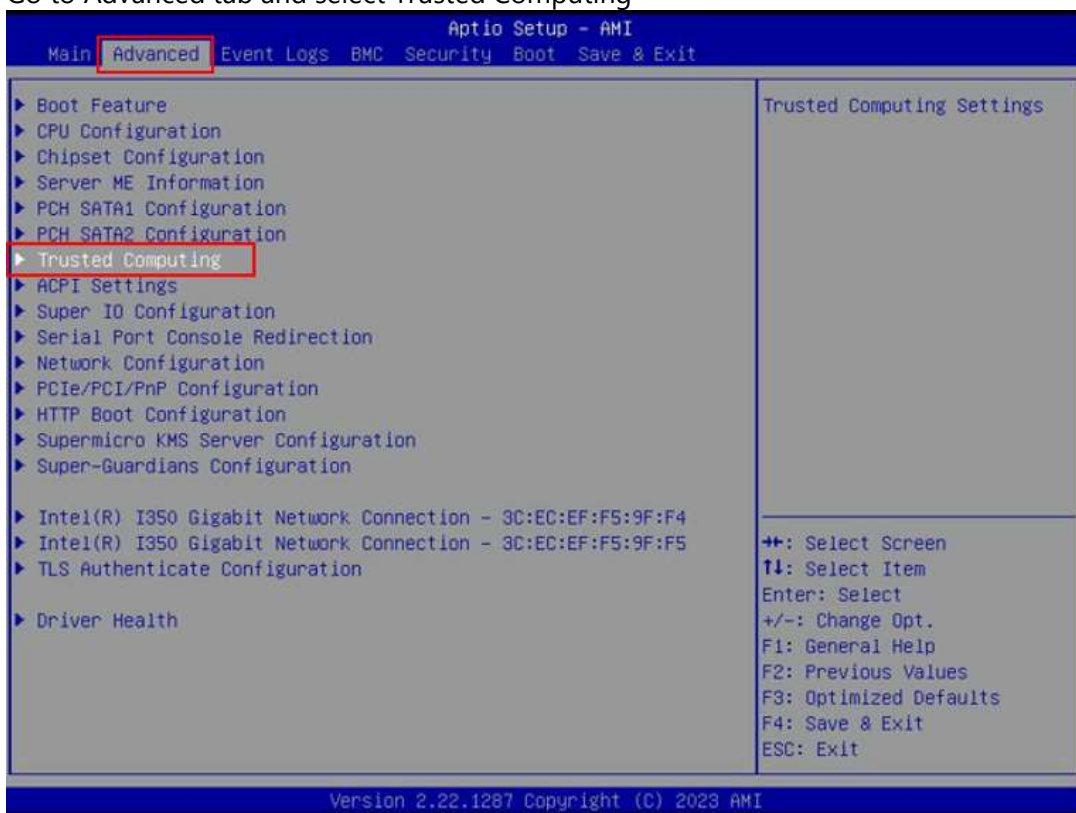 Go to Advanced tab and select Trusted Computing
Aptio Setup - AMI
Main Advanced Event Logs BMC Security Boot Save & Exit
Boot Feature
CPU Configuration
Chipset Configuration
Server ME Information
PCH SATA1 Configuration
PCH SATA2 Configuration
Trusted Computing
ACPI Settings
Super IO Configuration
Serial Port Console Redirection
Network Configuration
PCIe/PCI/PnP Configuration
HTTP Boot Configuration
Supermicro KMS Server Configuration
Super-Guardians Configuration
Intel(R) I350 Gigabit Network Connection - 3C:EC:EF:F5:9F:F4
Intel(R) I350 Gigabit Network Connection - 3C:EC:EF:F5:9F:F5
TLS Authenticate Configuration
Driver Health
Trusted Computing Settings
→←: Select Screen
↑↓: Select Item
Enter: Select
+/-: Change Opt.
F1: General Help
F2: Previous Values
F3: Optimized Defaults
F4: Save & Exit
ESC: Exit
Version 2.22.1287 Copyright (C) 2023 AMI